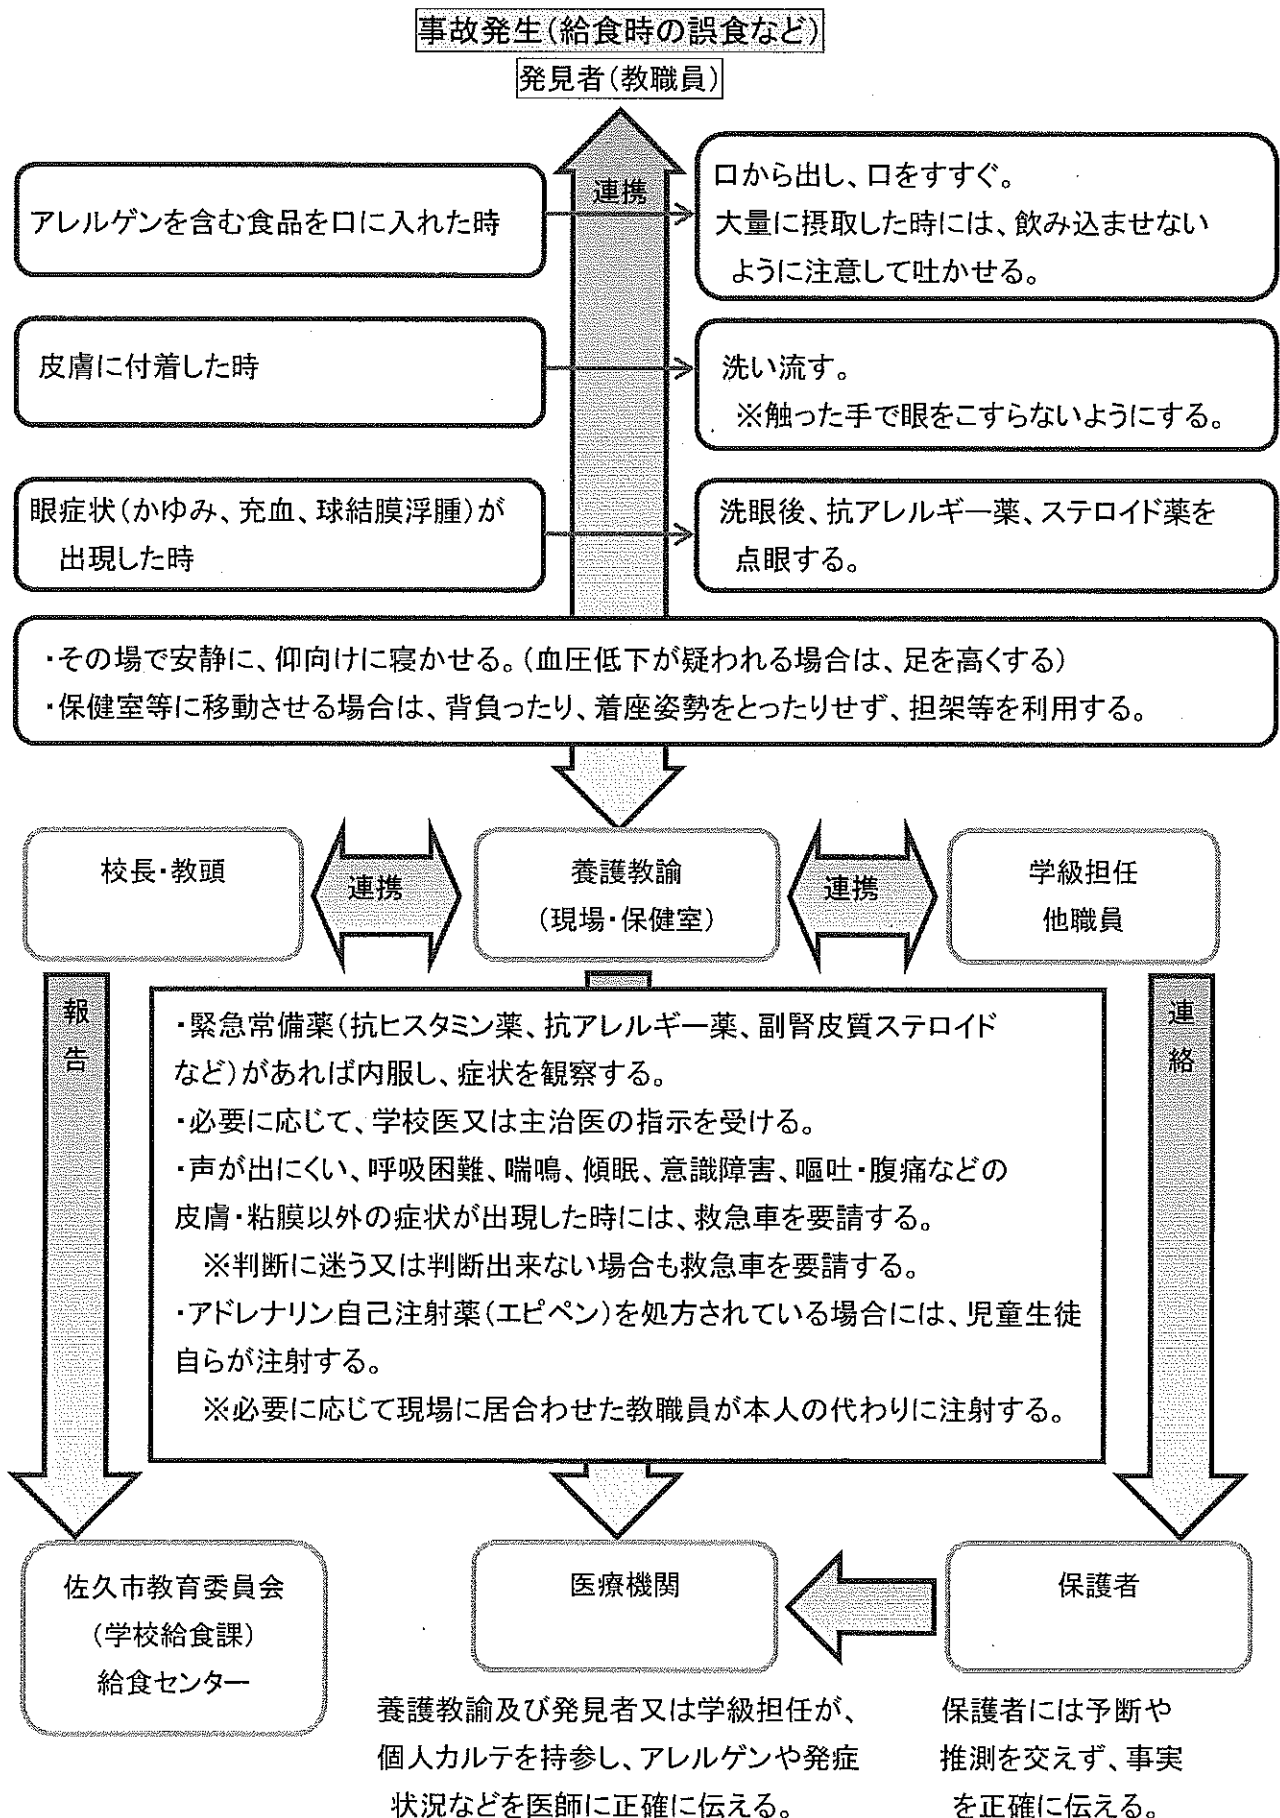 事故発生(給食時の誤食など)
発見者(教職員)
連携
アレルゲンを含む食品を口に入れた時
口から出し、口をすすぐ。
大量に摂取した時には、飲み込ませない
ように注意して吐かせる。
皮膚に付着した時
洗い流す。
※触った手で眼をこすらないようにする。
眼症状(かゆみ、充血、球結膜浮腫)が
出現した時
洗眼後、抗アレルギー薬、ステロイド薬を
点眼する。
・その場で安静に、仰向けに寝かせる。(血圧低下が疑われる場合は、足を高くする)
・保健室等に移動させる場合は、背負ったり、着座姿勢をとったりせず、担架等を利用する。
校長・教頭
連携
養護教諭
(現場・保健室)
連携
学級担任
他職員
報告
・緊急常備薬(抗ヒスタミン薬、抗アレルギー薬、副腎皮質ステロイド
など)があれば内服し、症状を観察する。
・必要に応じて、学校医又は主治医の指示を受ける。
・声が出にくい、呼吸困難、喘鳴、傾眠、意識障害、嘔吐・腹痛などの
皮膚・粘膜以外の症状が出現した時には、救急車を要請する。
※判断に迷う又は判断出来ない場合も救急車を要請する。
・アドレナリン自己注射薬(エピペン)を処方されている場合には、児童生徒
自らが注射する。
※必要に応じて現場に居合わせた教職員が本人の代わりに注射する。
連絡
佐久市教育委員会
(学校給食課)
給食センター
医療機関
保護者
養護教諭及び発見者又は学級担任が、
個人カルテを持参し、アレルゲンや発症
状況などを医師に正確に伝える。
保護者には予断や
推測を交えず、事実
を正確に伝える。